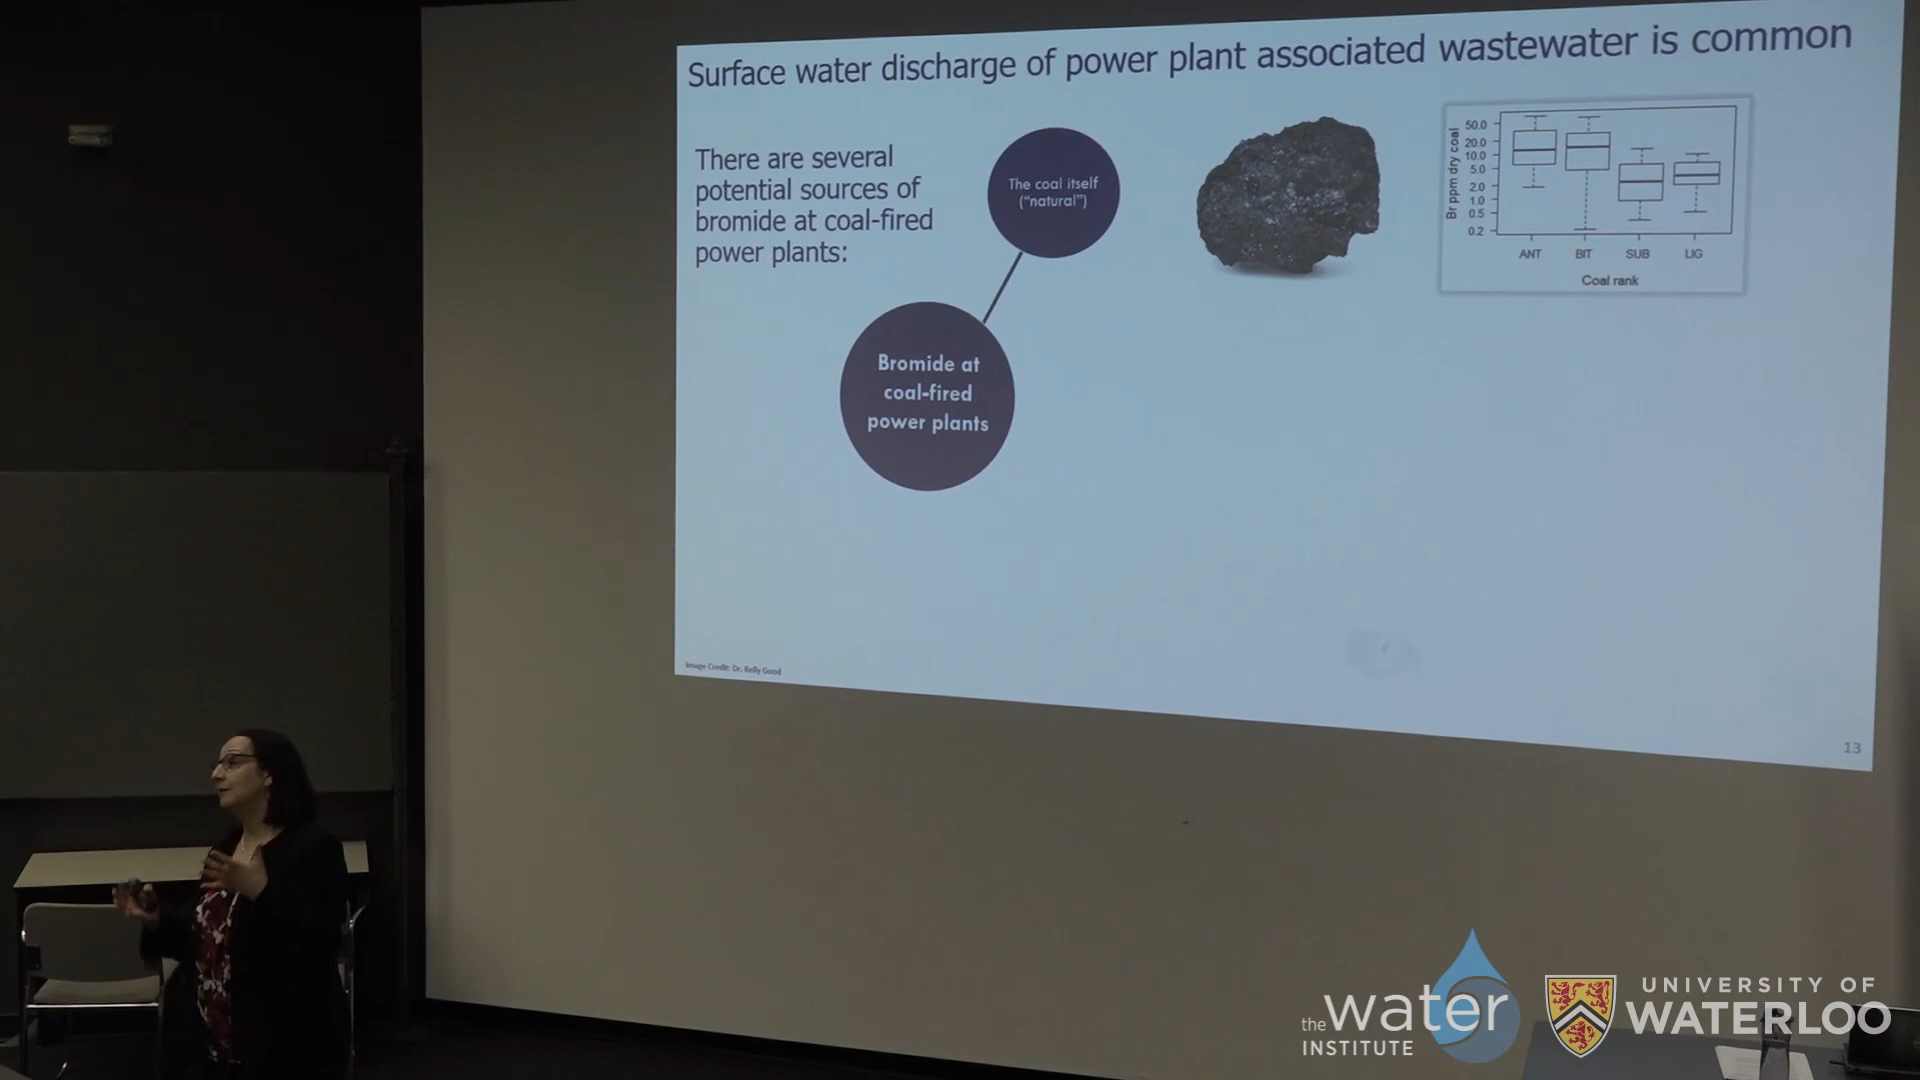 Surface water discharge of power plant associated wastewater is common
There are several
potential sources of
bromide at coal-fired
power plants:
The coal itself
("natural")
Bromide at
coal-fired
power plants
Br ppm dry coal
50.0
20.0
10.0
5.0
2.0
1.0
0.5
0.2
ANT BIT SUB LIG
Coal rank
Image Credit: Dr. Kelly Good
13
the water
INSTITUTE
UNIVERSITY OF
WATERLOO